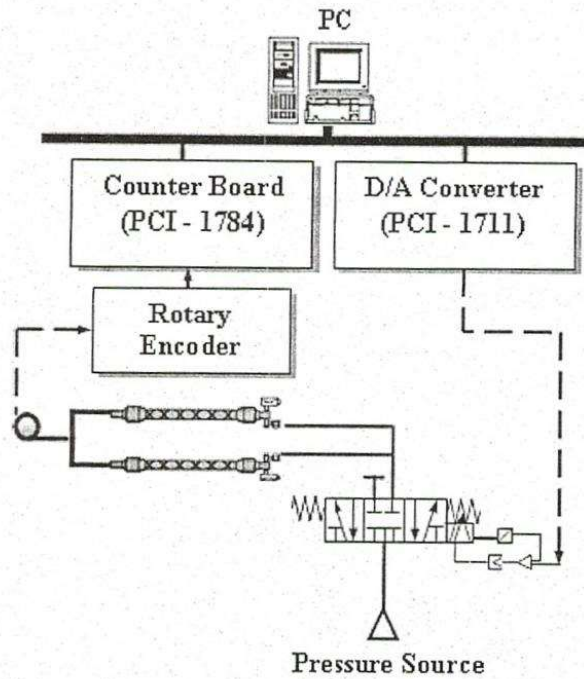 PC
Counter Board
(PCI - 1784)
D/A Converter
(PCI - 1711)
Rotary
Encoder
Pressure Source